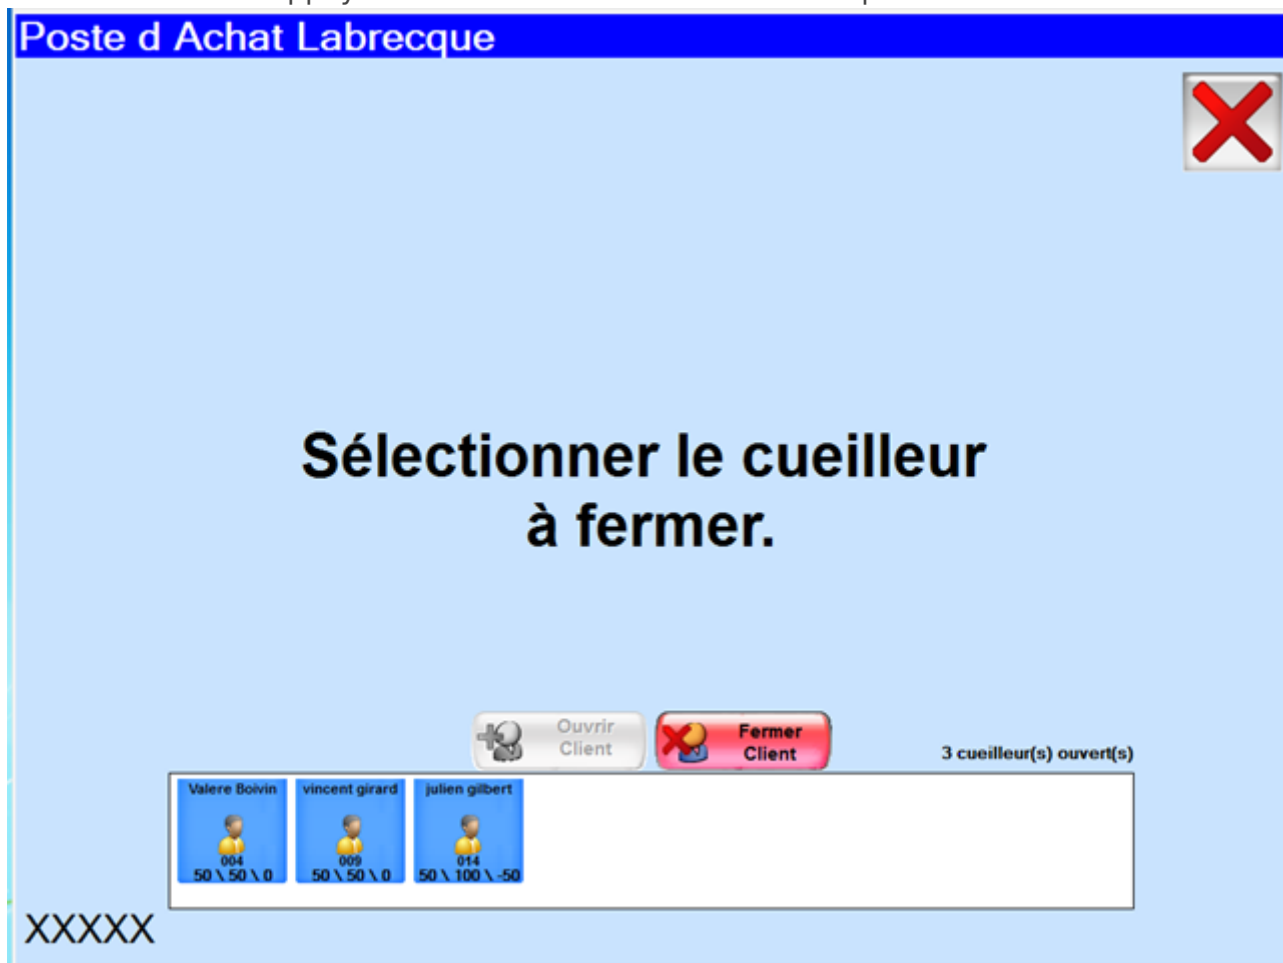 Poste d Achat Labrecque
Sélectionner le cueilleur
à fermer.
Ouvrir
Client
Fermer
Client
3 cueilleur(s) ouvert(s)
Valere Boivin
004
50 \ 50 \ 0
vincent girard
009
50 \ 50 \ 0
julien gilbert
014
50 \ 100 \ -50
XXXXX